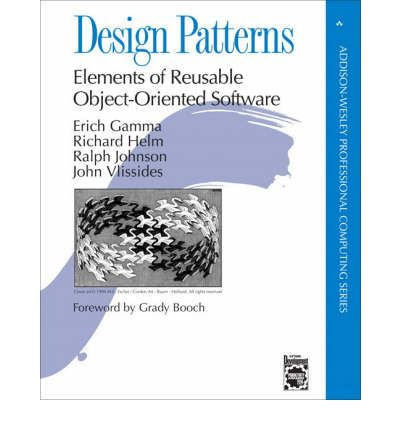 Design Patterns
Elements of Reusable
Object-Oriented Software
Erich Gamma
Richard Helm
Ralph Johnson
John Vlissides
Foreword by Grady Booch
ADDISON-WESLEY PROFESSIONAL COMPUTING SERIES